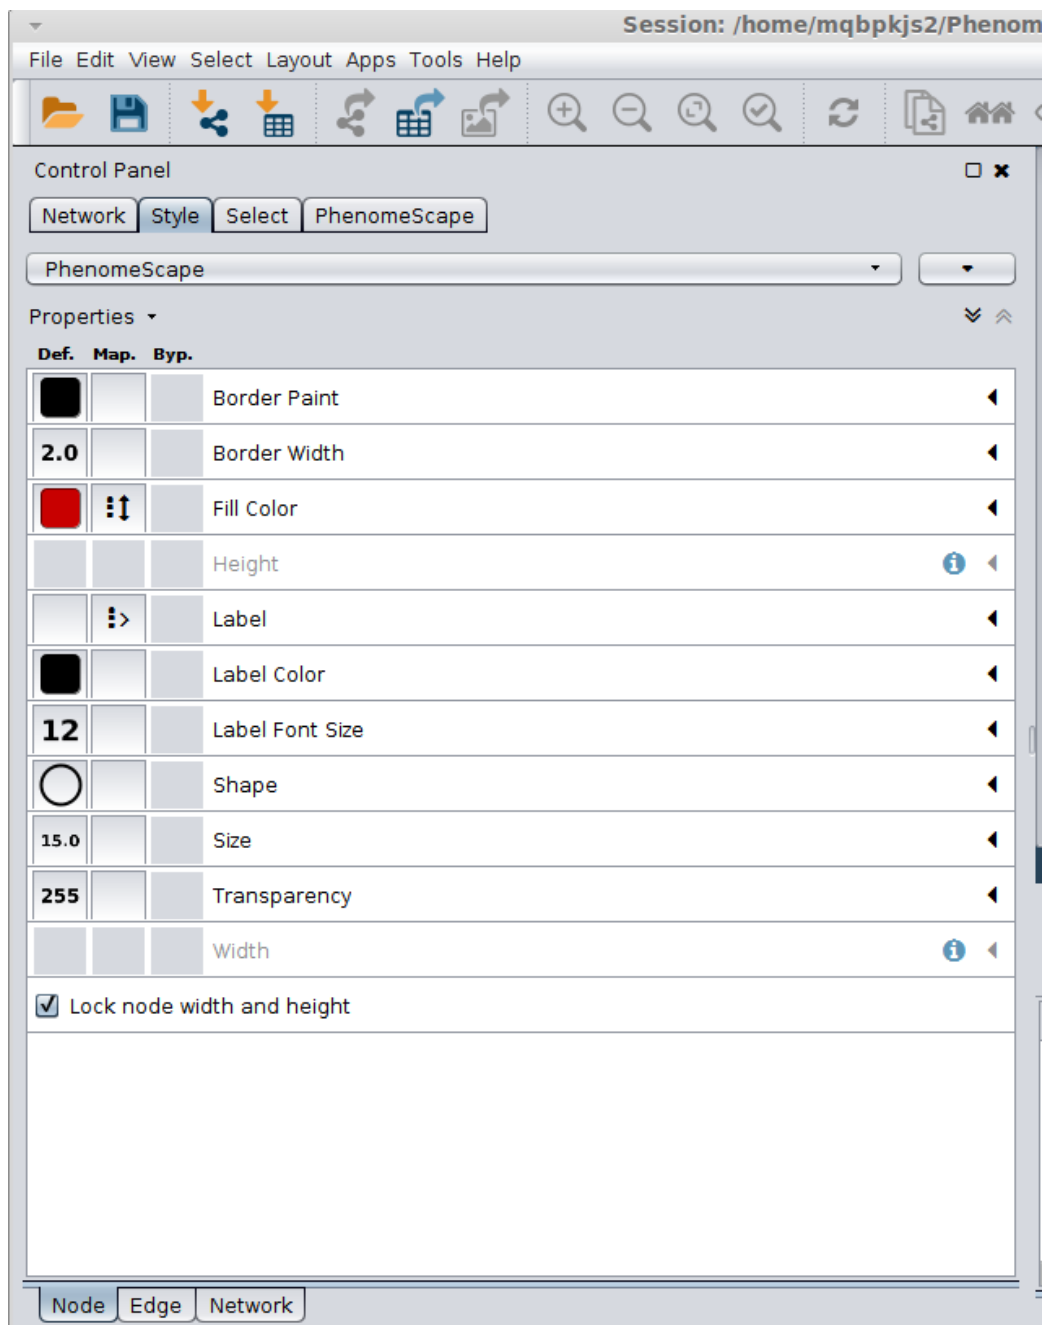 Session: /home/mqbpkjs2/Phenom
File Edit View Select Layout Apps Tools Help
Control Panel
Network Style Select PhenomeScape
PhenomeScape
Properties
Def. Map. Byp.
Border Paint
2.0 Border Width
Fill Color
Height
Label
Label Color
12 Label Font Size
Shape
15.0 Size
255 Transparency
Width
Lock node width and height
Node Edge Network